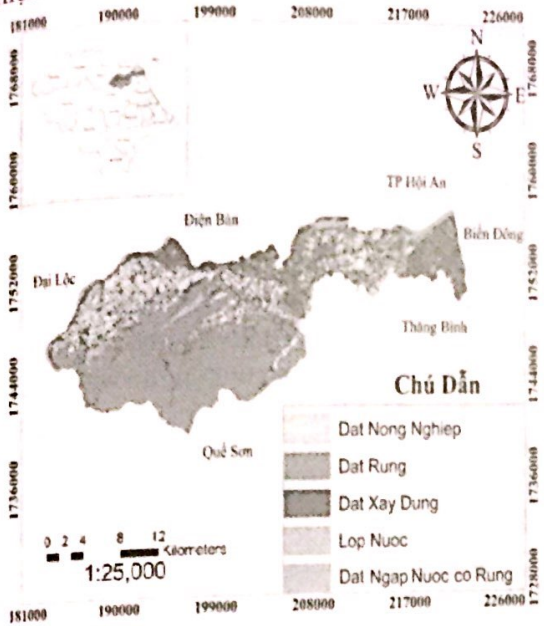 181000 190000 199000 208000 217000 226000
1768000
1768000
N
W E
S
1760000
1760000
TP Hội An
Điện Bàn
Biển Đông
Đại Lộc
1752000
1752000
Thăng Bình
1744000
1744000
Chú Dẫn
Dat Nong Nghiep
Quế Sơn
Dat Rung
1736000
1736000
Dat Xay Dung
0 2 4 8 12
Kilometers
Lop Nuoc
1:25,000
Dat Ngap Nuoc co Rung
1728000
181000 190000 199000 208000 217000 226000